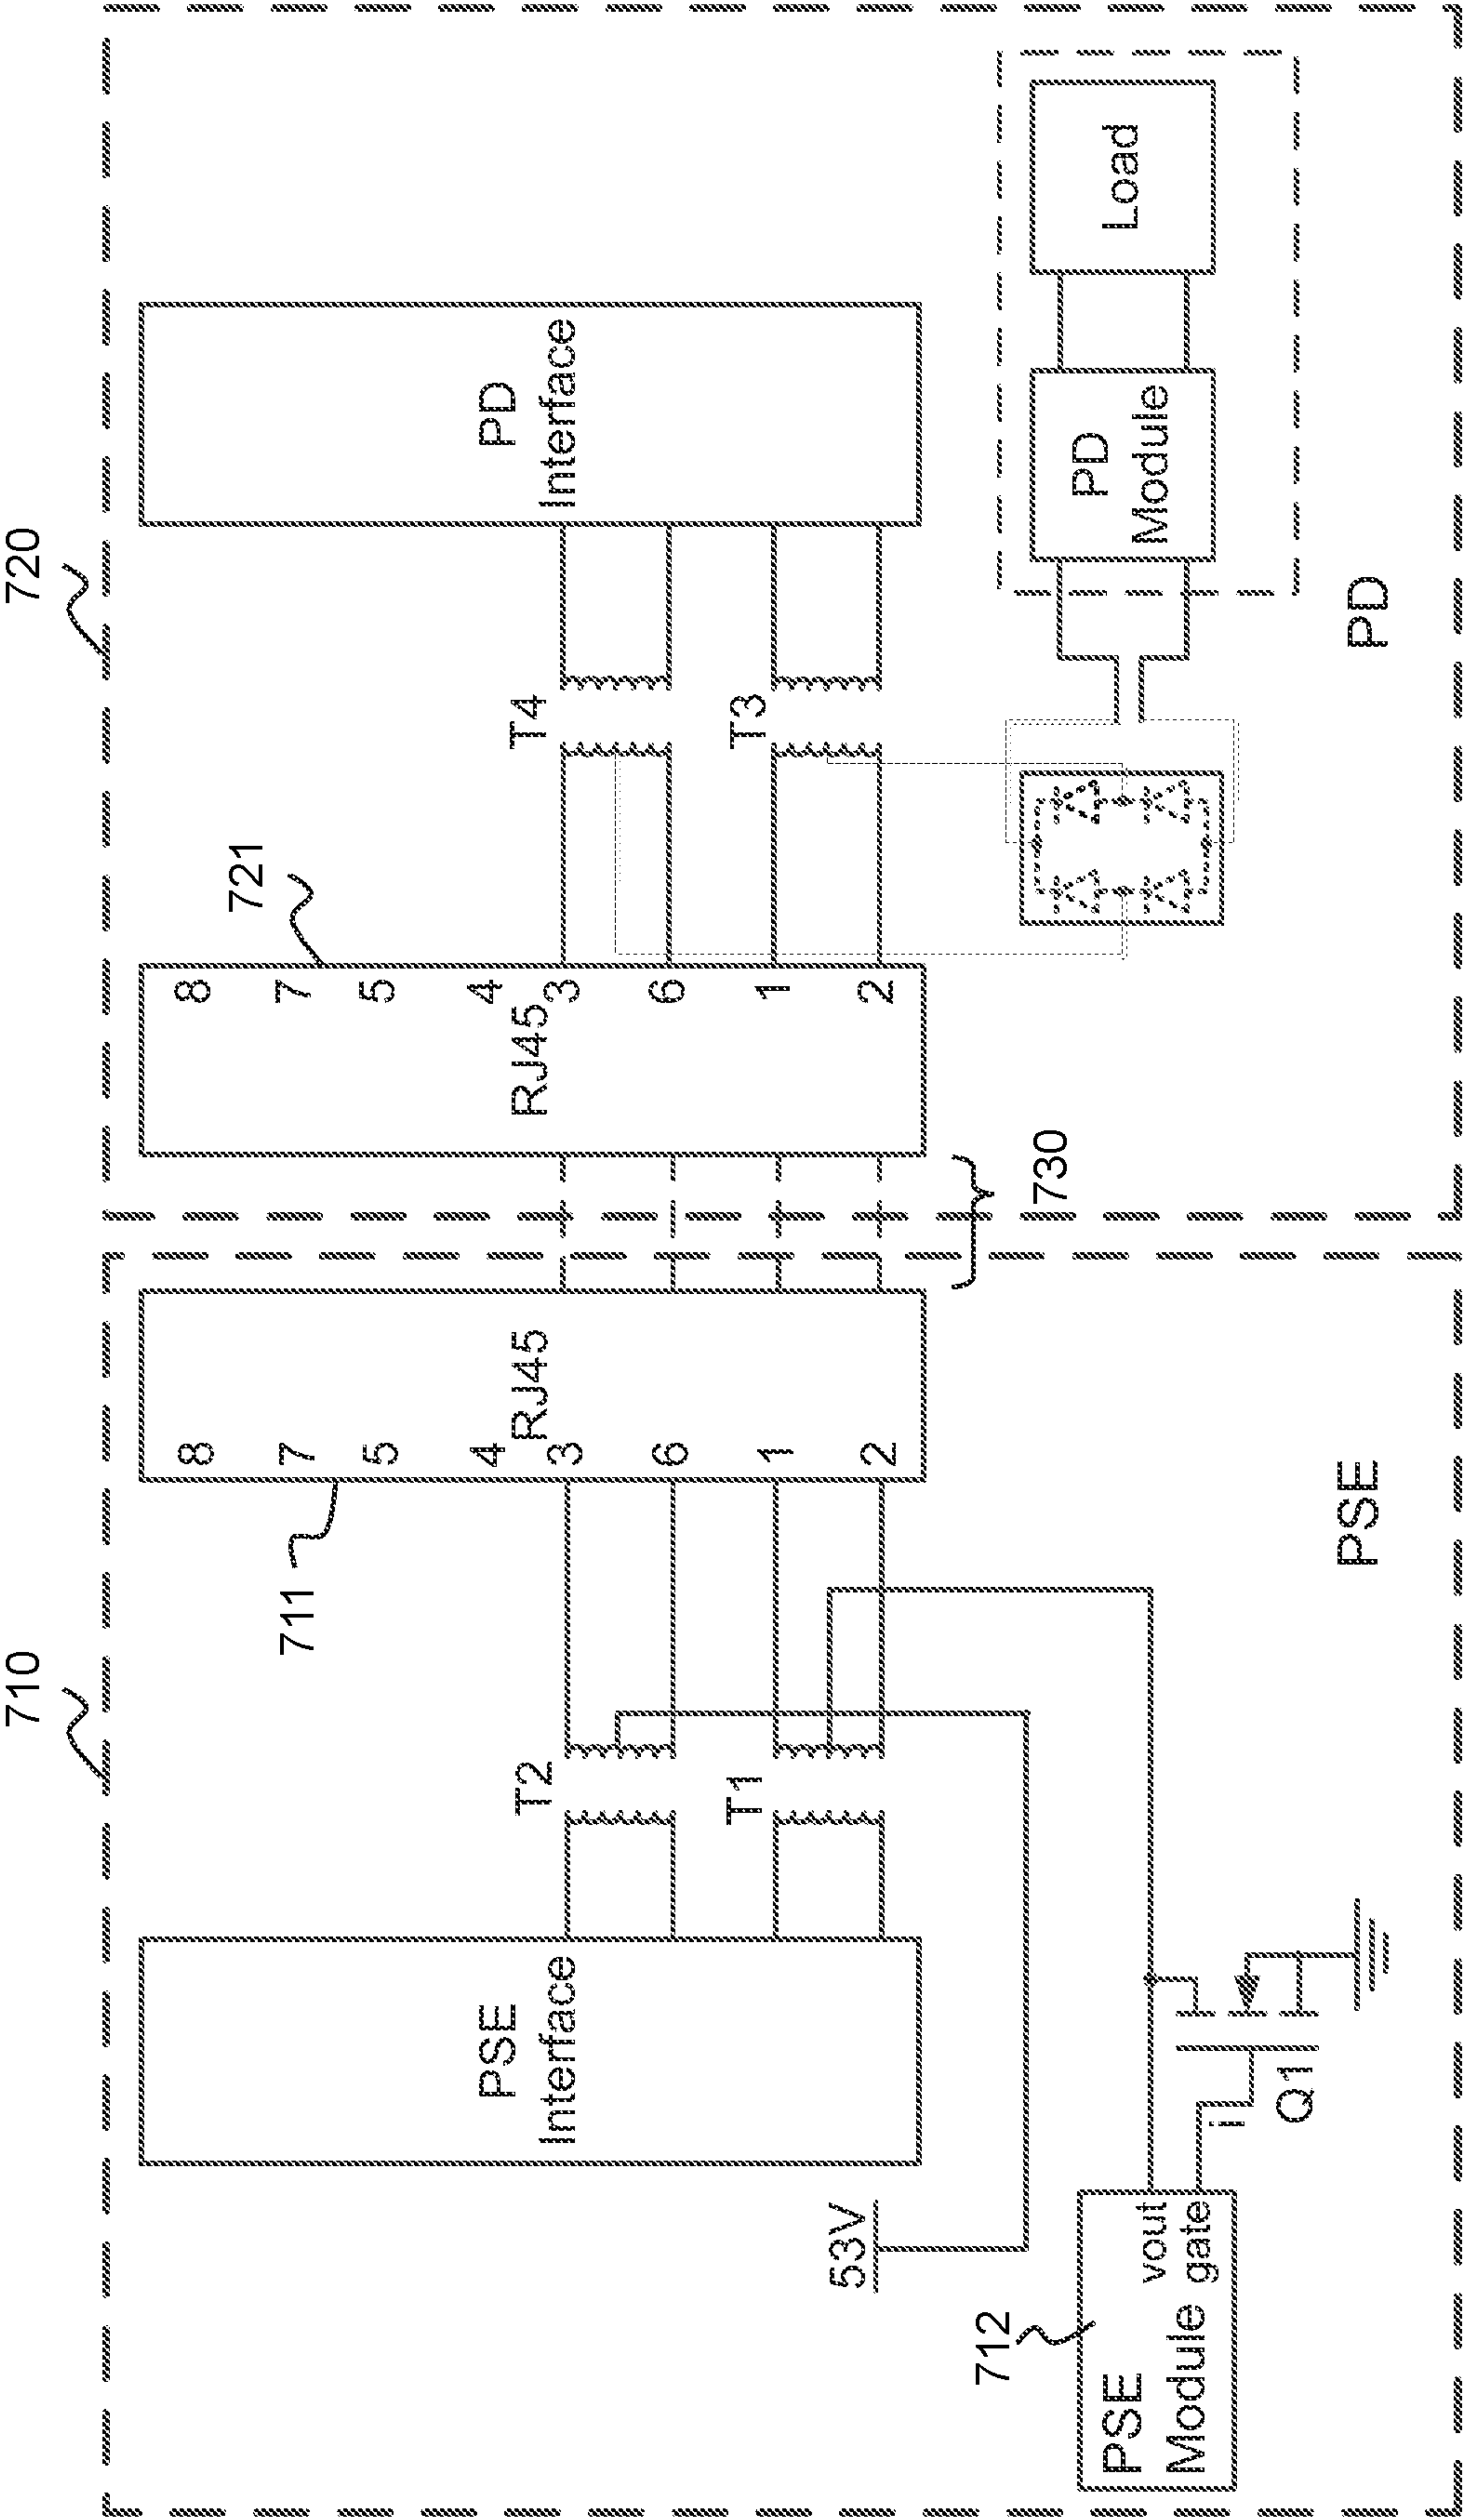 710
720
PSE
Interface
T2
T1
711
8
7
5
4
3
6
1
2
RJ45
721
8
7
5
4
3
6
1
2
RJ45
T4
T3
PD
Interface
730
53V
712
PSE
Module
vout
gate
i
Q1
PSE
PD
Module
Load
PD